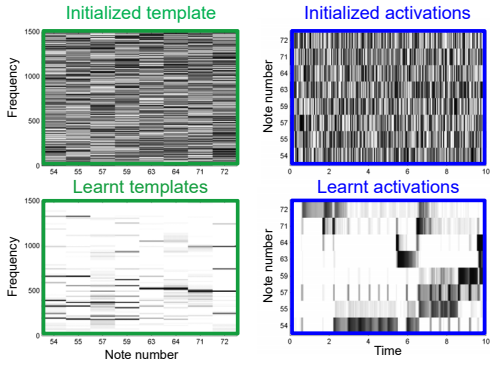 Initialized template
Initialized activations
Frequency
1500
1000
500
0
54 55 57 59 63 64 71 72
Note number
72
71
64
63
59
57
55
54
0 2 4 6 8 10
Learnt templates
Learnt activations
Frequency
1500
1000
500
0
54 55 57 59 63 64 71 72
Note number
Note number
72
71
64
63
59
57
55
54
0 2 4 6 8 10
Time